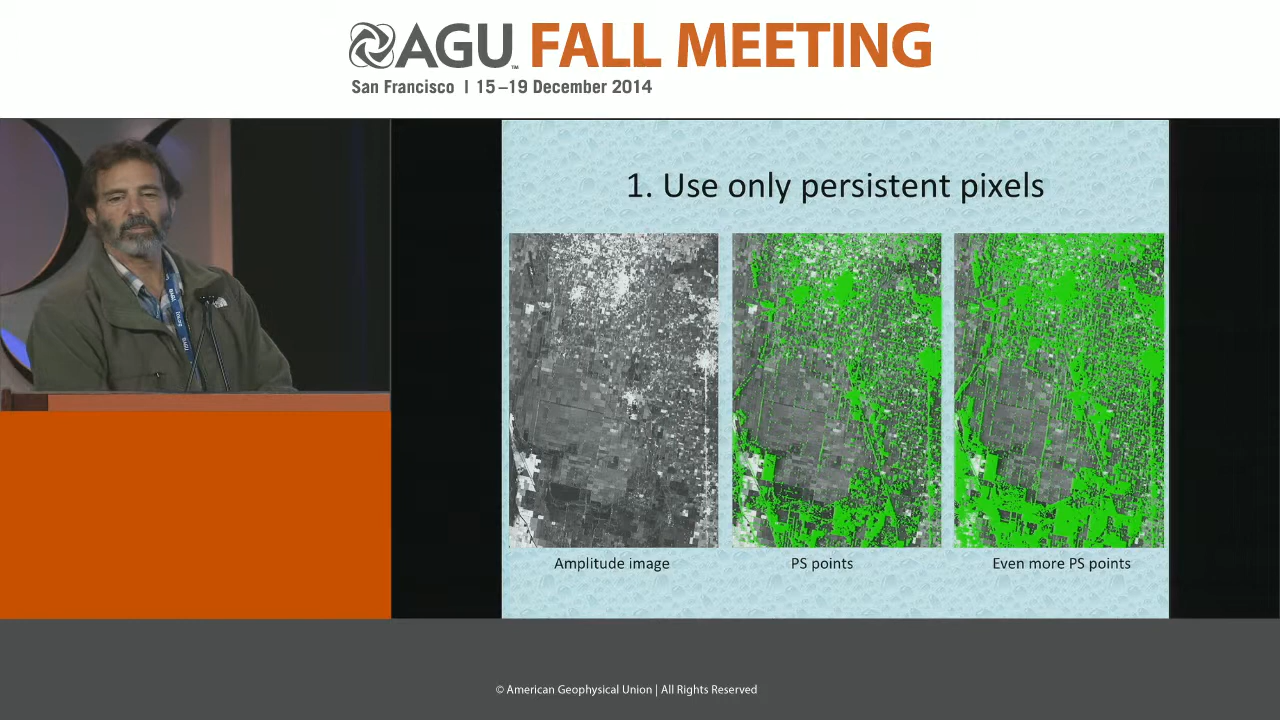 AGU FALL MEETING
San Francisco | 15–19 December 2014
1. Use only persistent pixels
Amplitude image
PS points
Even more PS points
© American Geophysical Union | All Rights Reserved